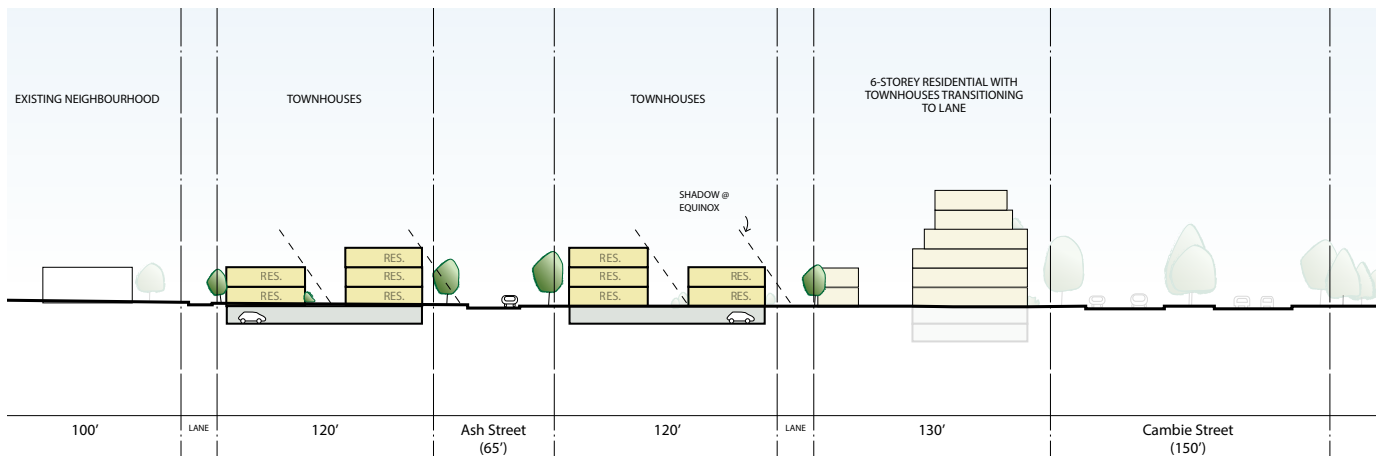 EXISTING NEIGHBOURHOOD
TOWNHOUSES
TOWNHOUSES
6-STOREY RESIDENTIAL WITH
TOWNHOUSES TRANSITIONING
TO LANE
SHADOW @
EQUINOX
RES.
RES.
RES.
RES.
RES.
RES.
RES.
RES.
RES.
RES.
100’
LANE
120’
Ash Street
(65’)
120’
LANE
130’
Cambie Street
(150’)